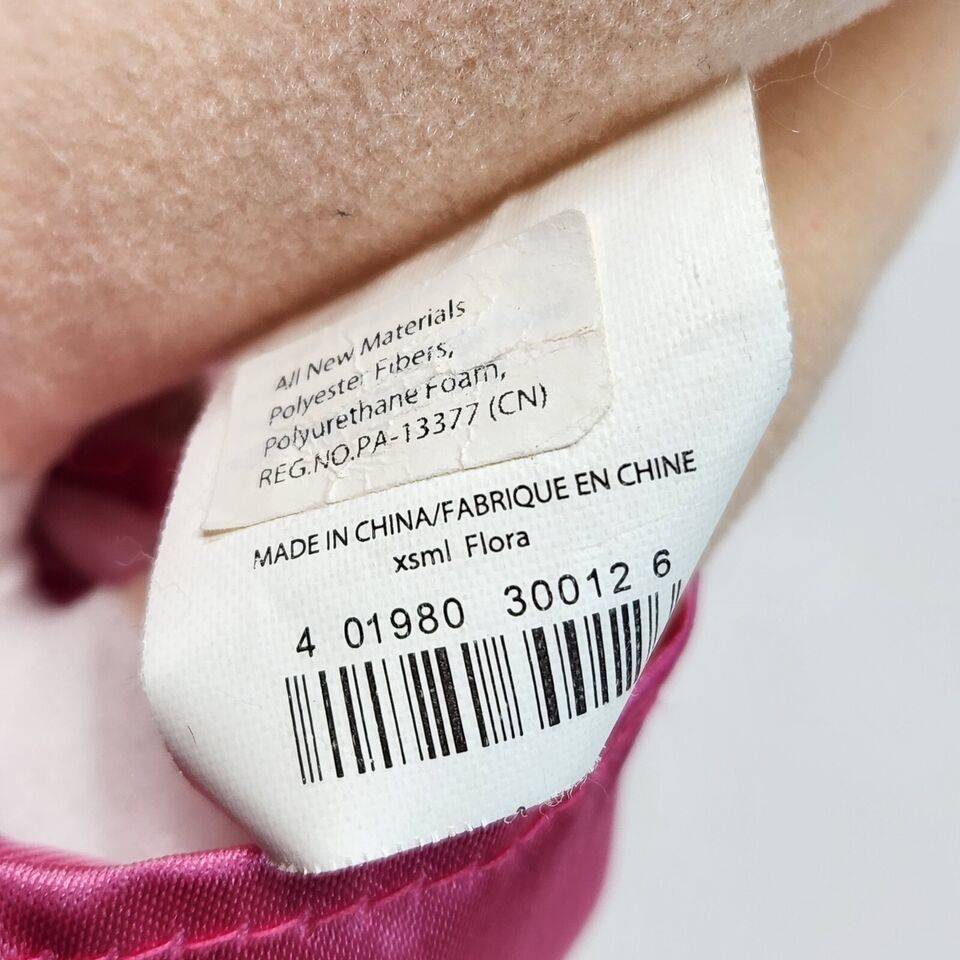 All New Materials
Polyester Fibers,
Polyurethane Foam,
REG.NO.PA-13377 (CN)
MADE IN CHINA/FABRIQUE EN CHINE
xsml Flora
4 01980 30012 6